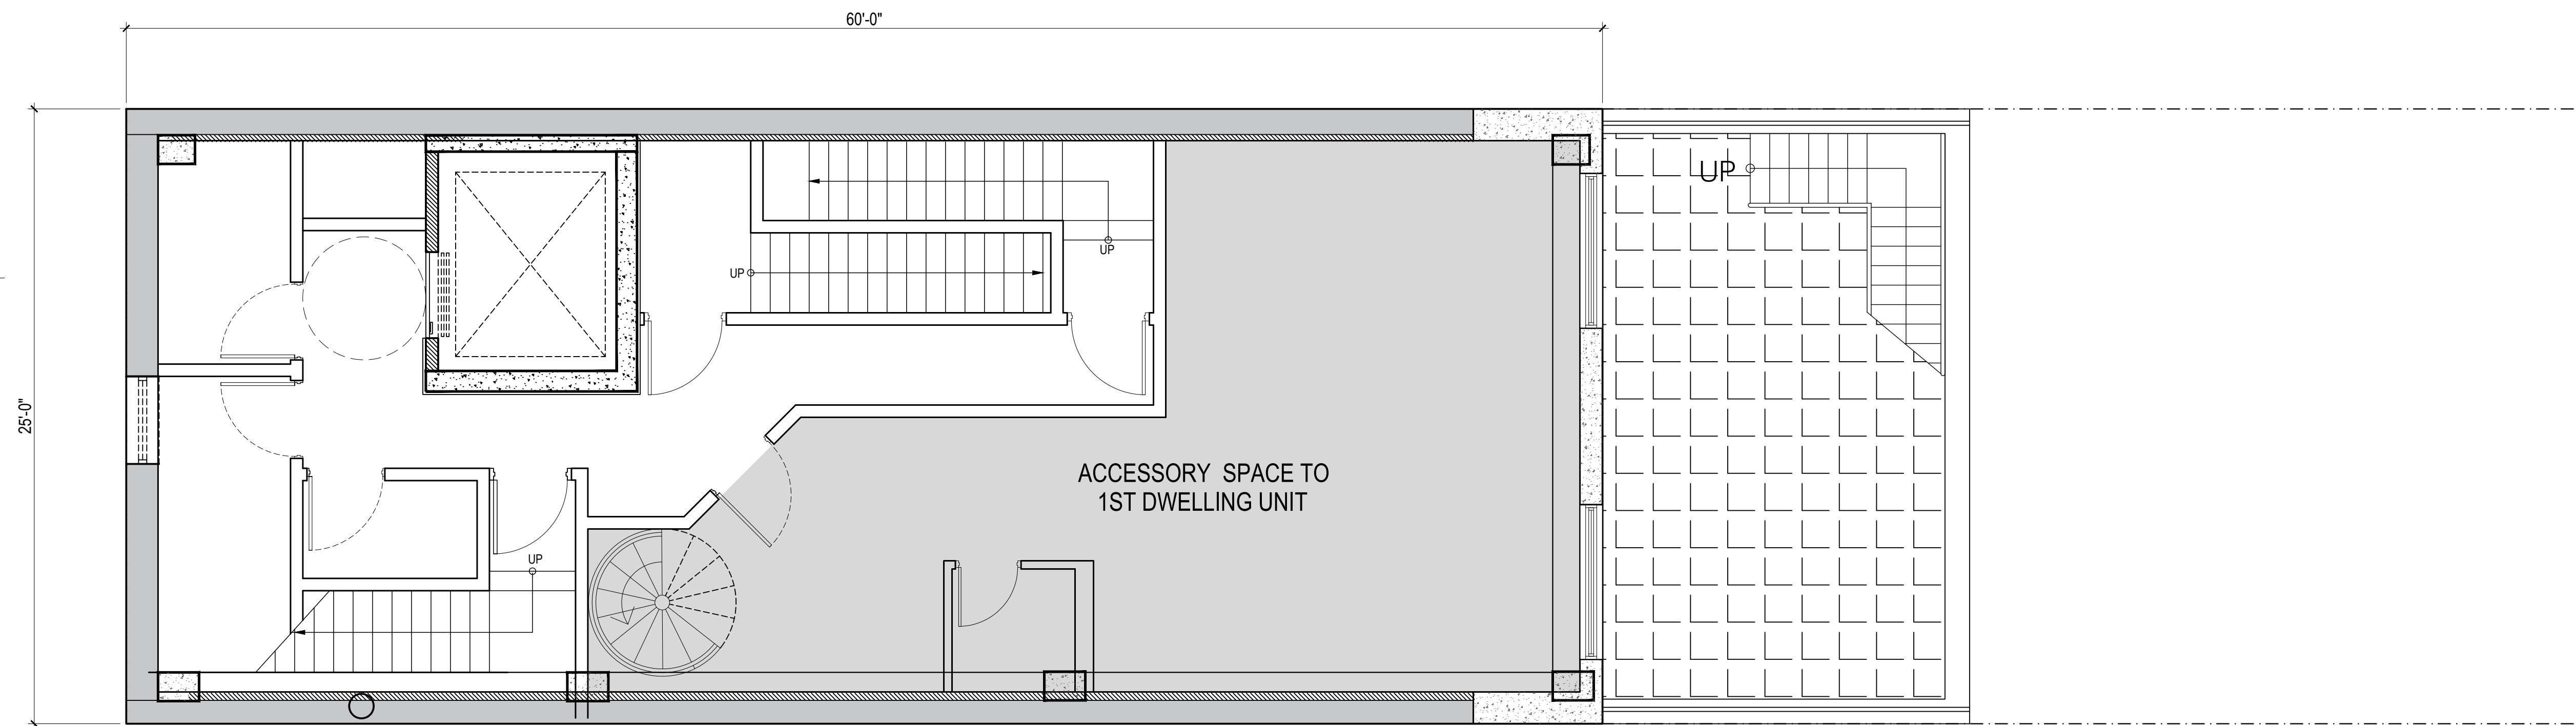 60'-0"
UP
UP
UP
25'-0"
ACCESSORY SPACE TO
1ST DWELLING UNIT
UP